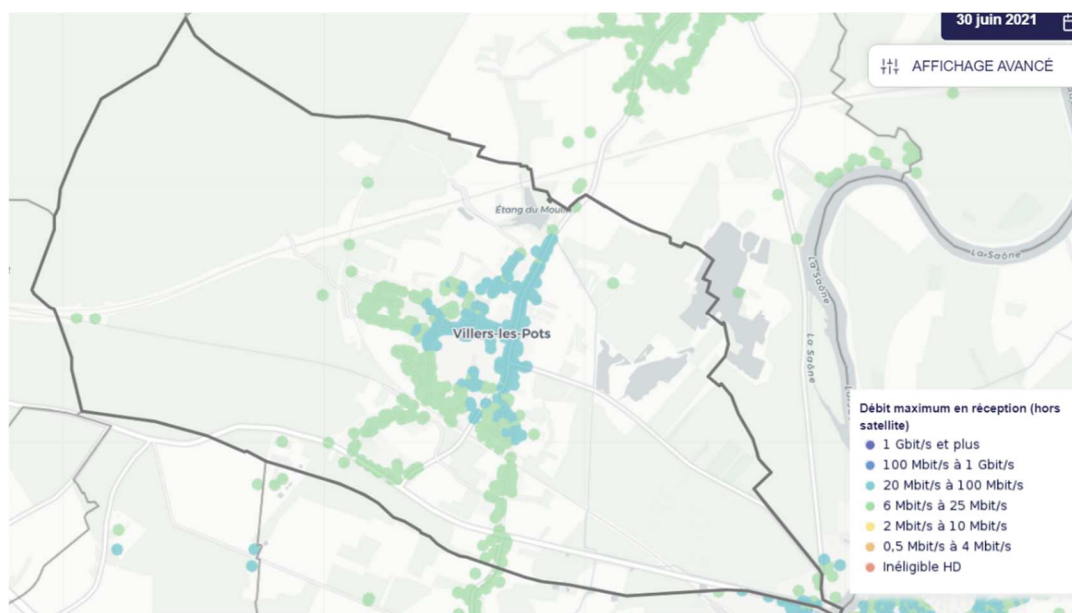 30 juin 2021
AFFICHAGE AVANCÉ
Étang du Moulin
La Saône
La Saône
Villers-les-Pots
La Saône
Débit maximum en réception (hors
satellite)
1 Gbit/s et plus
100 Mbit/s à 1 Gbit/s
20 Mbit/s à 100 Mbit/s
6 Mbit/s à 25 Mbit/s
2 Mbit/s à 10 Mbit/s
0,5 Mbit/s à 4 Mbit/s
Inéligible HD